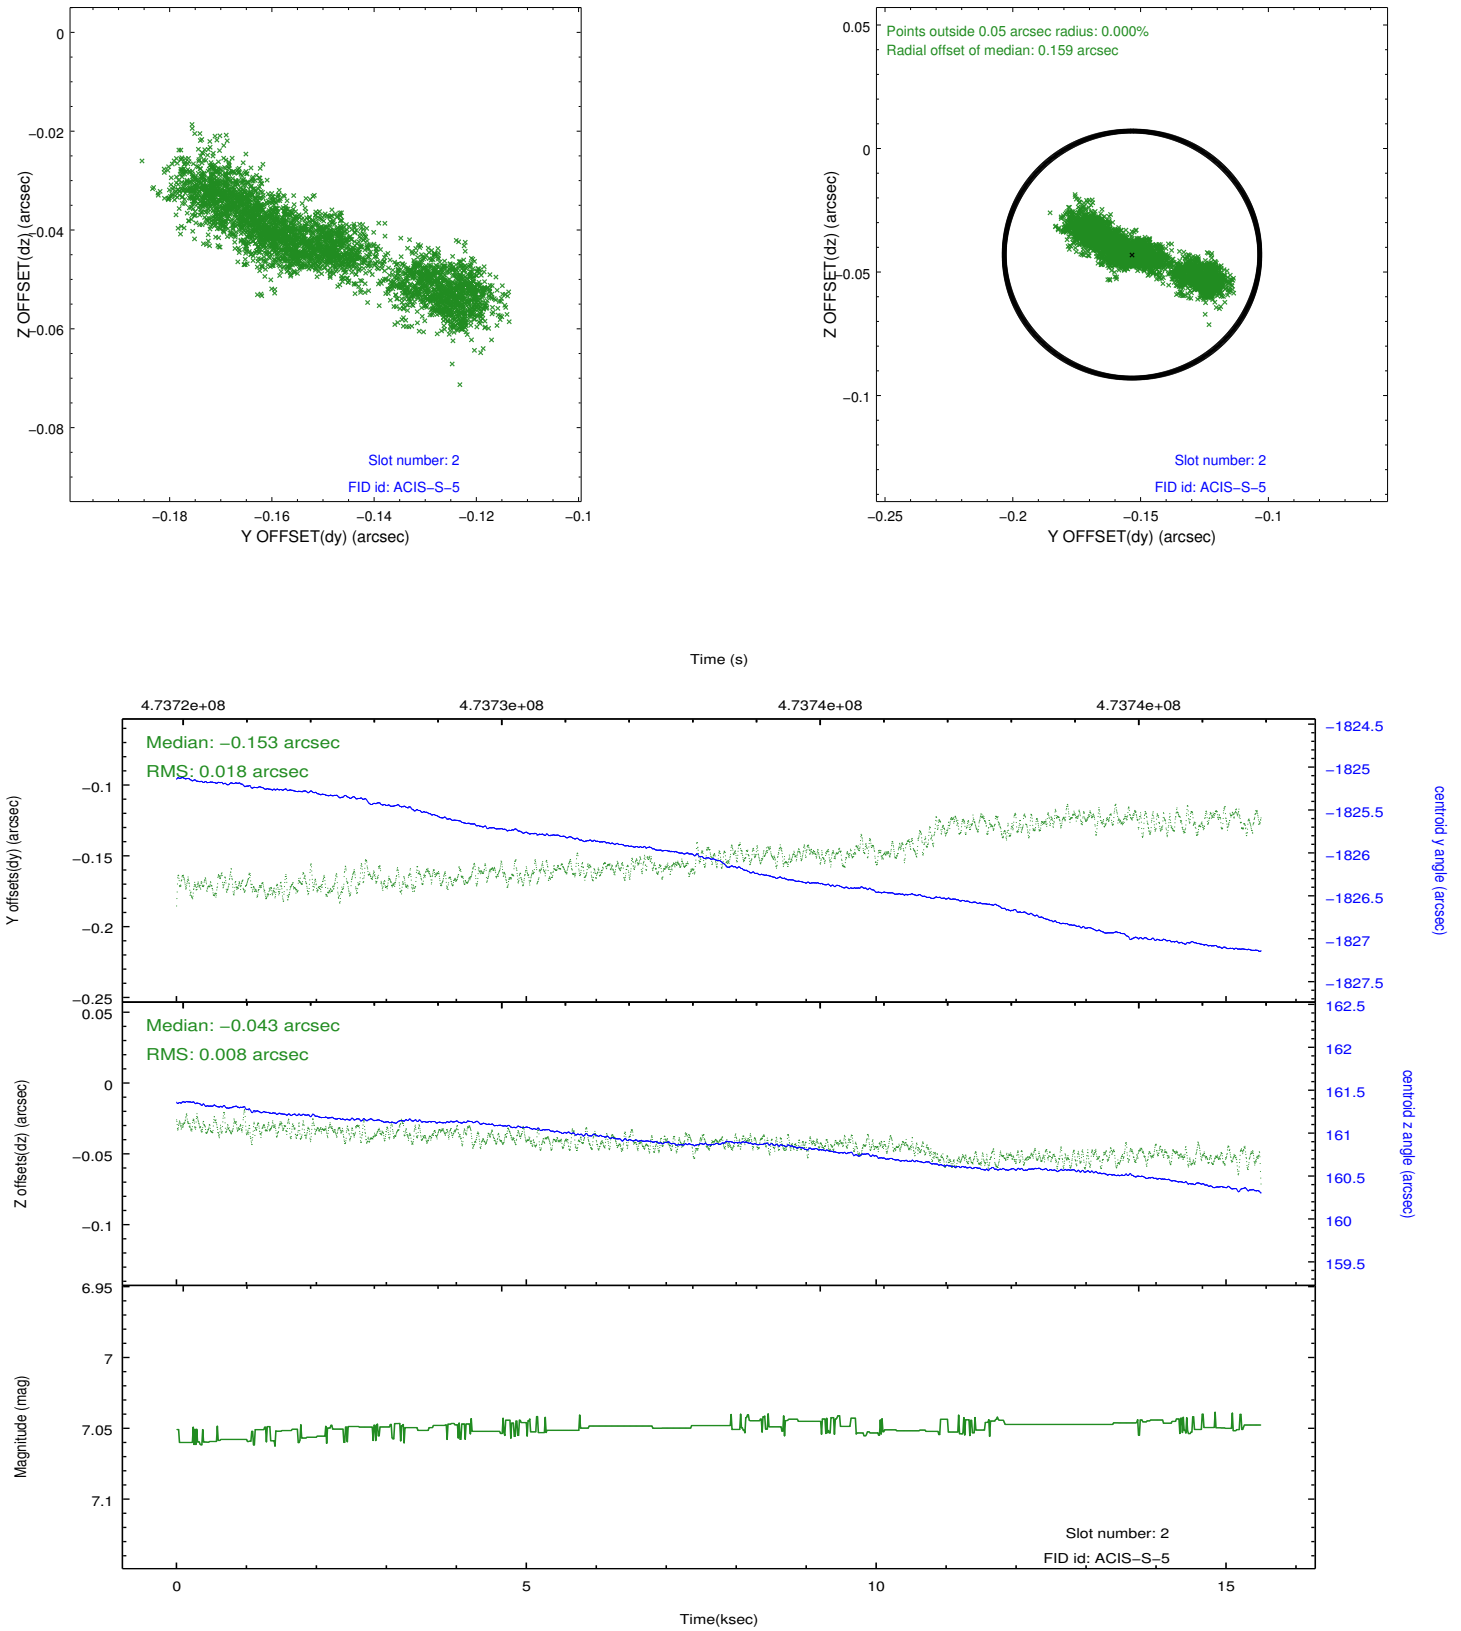 0
−0.02
−0.04
−0.06
−0.08
Z OFFSET(dz) (arcsec)
Slot number: 2
FID id: ACIS−S−5
−0.18 −0.16 −0.14 −0.12 −0.1
Y OFFSET(dy) (arcsec)
Points outside 0.05 arcsec radius: 0.000%
Radial offset of median: 0.159 arcsec
0.05
0
−0.05
−0.1
Z OFFSET(dz) (arcsec)
Slot number: 2
FID id: ACIS−S−5
−0.25 −0.2 −0.15 −0.1
Y OFFSET(dy) (arcsec)
Time (s)
4.7372e+08 4.7373e+08 4.7374e+08 4.7374e+08
Median: −0.153 arcsec
RMS: 0.018 arcsec
−0.1
−0.15
−0.2
−0.25
Y offsets(dy) (arcsec)
−1824.5
−1825
−1825.5
−1826
−1826.5
−1827
−1827.5
centroid y angle (arcsec)
Median: −0.043 arcsec
RMS: 0.008 arcsec
0.05
0
−0.05
−0.1
Z offsets(dz) (arcsec)
162.5
162
161.5
161
160.5
160
159.5
centroid z angle (arcsec)
6.95
7
7.05
7.1
Magnitude (mag)
Slot number: 2
FID id: ACIS−S−5
0 5 10 15
Time(ksec)